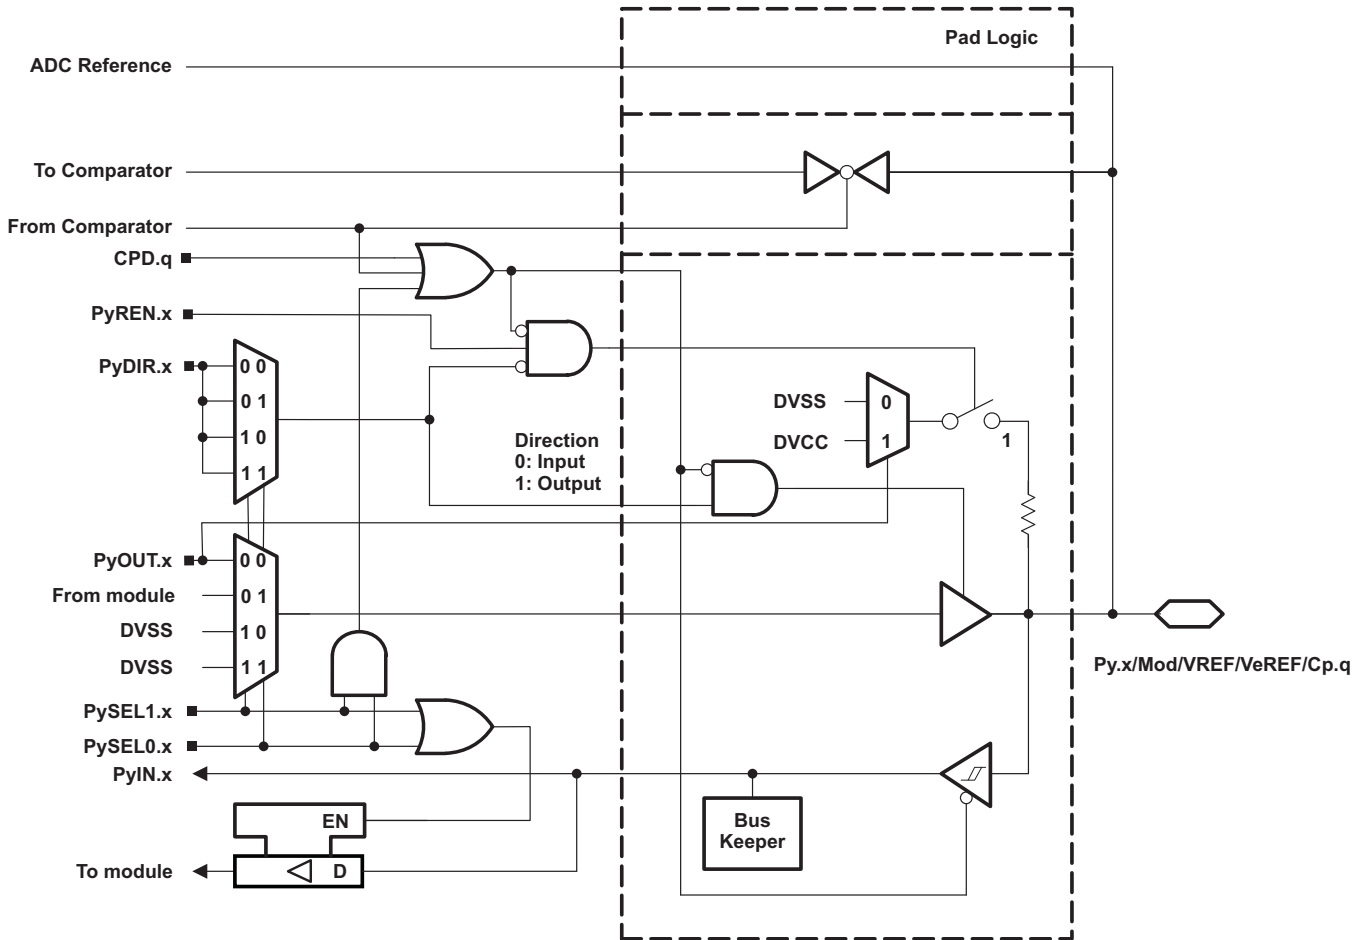 Pad Logic
ADC Reference
To Comparator
From Comparator
CPD.q
PyREN.x
PyDIR.x
0 0
0 1
1 0
1 1
DVSS
0
DVCC
1
1
Direction
0: Input
1: Output
PyOUT.x
0 0
From module
0 1
DVSS
1 0
DVSS
1 1
Py.x/Mod/VREF/VeREF/Cp.q
PySEL1.x
PySEL0.x
PyIN.x
EN
Bus
Keeper
To module
D